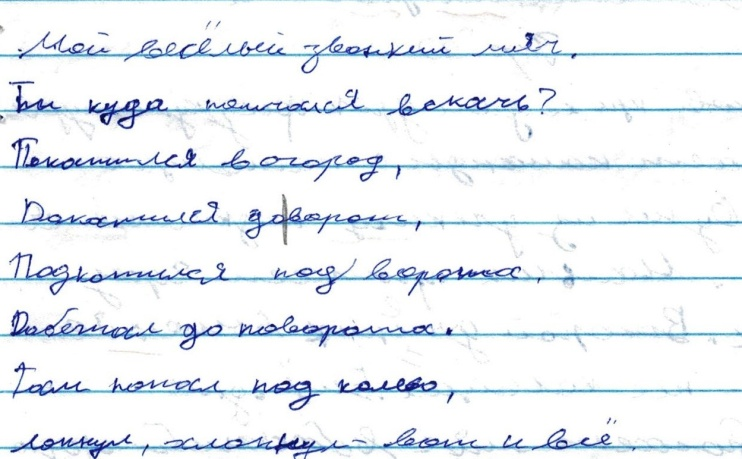 Мой весёлый звонкий мяч.
Ты куда помчался вскачь?
Покатился в огород,
Докатился до ворот,
Подкатился под ворота.
Добежал до поворота.
Там попал под колесо,
лопнул, хлопнул - вот и всё.